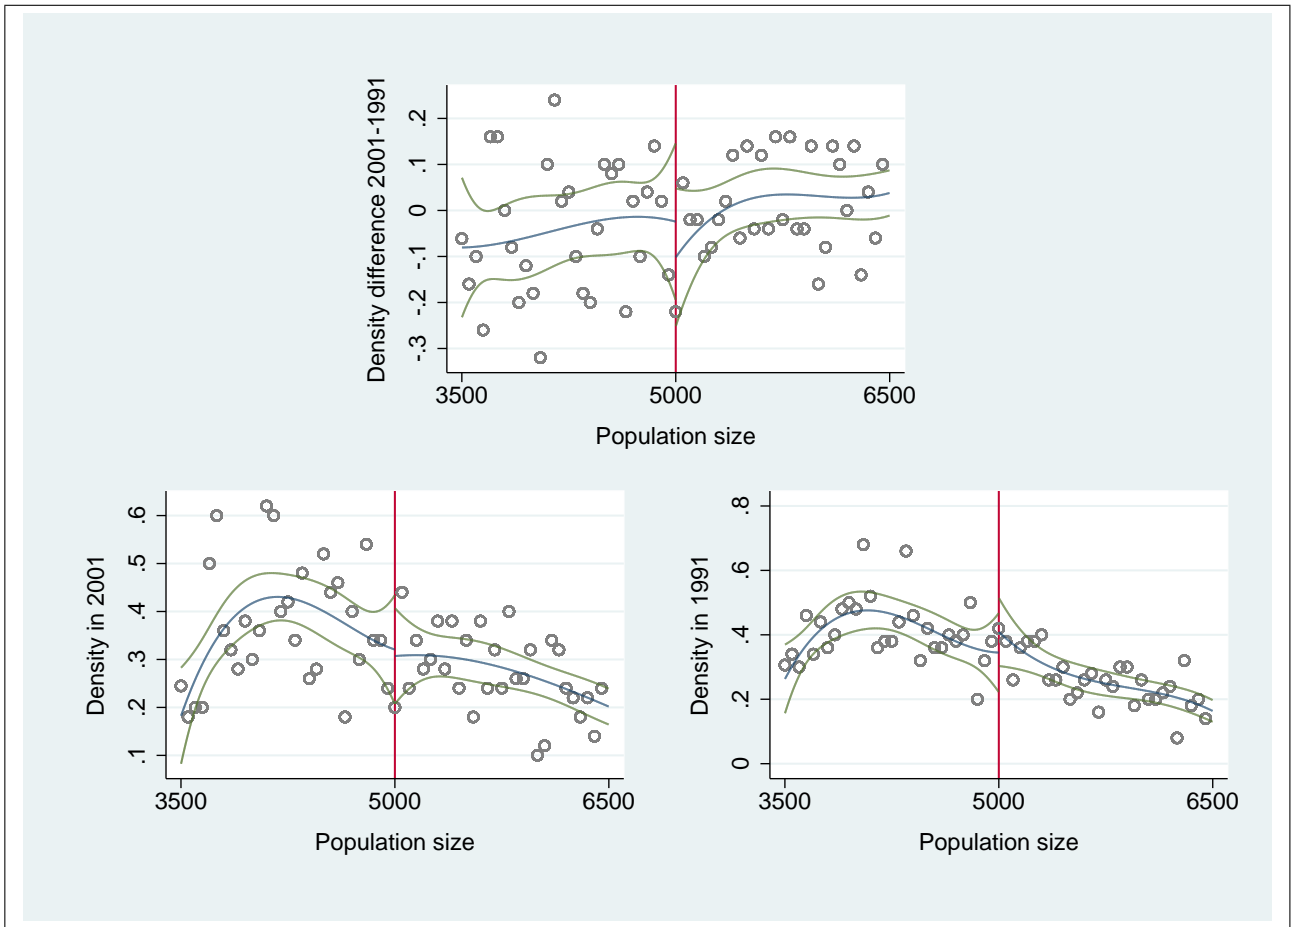 Density difference 2001-1991
.2
.1
0
-.1
-.2
-.3
3500 5000 6500
Population size
Density in 2001
.6
.5
.4
.3
.2
.1
3500 5000 6500
Population size
Density in 1991
.8
.6
.4
.2
0
3500 5000 6500
Population size